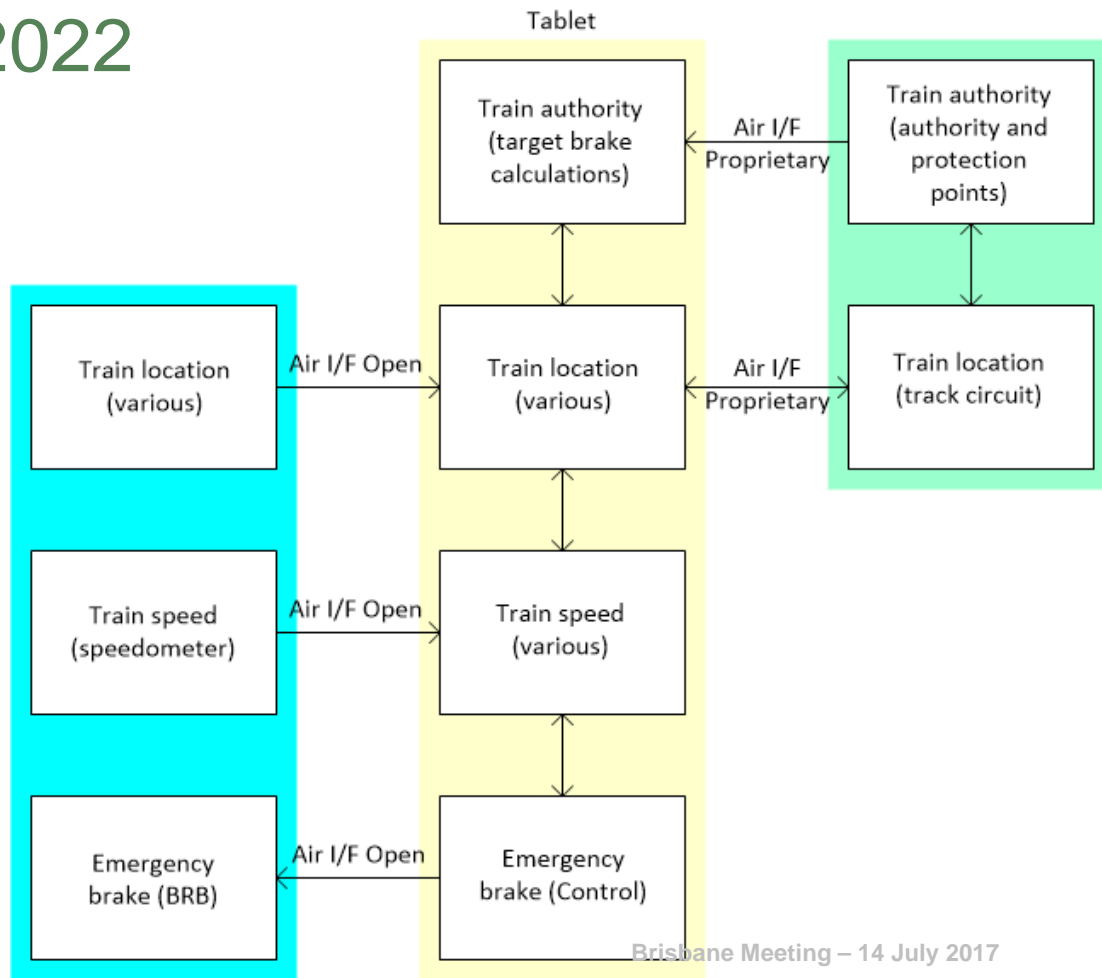 2022
Tablet
Train authority
(target brake
calculations)
Air I/F
Proprietary
Train authority
(authority and
protection
points)
Train location
(various)
Air I/F Open
Train location
(various)
Air I/F
Proprietary
Train location
(track circuit)
Train speed
(speedometer)
Air I/F Open
Train speed
(various)
Emergency
brake (BRB)
Air I/F Open
Emergency
brake (Control)
Brisbane Meeting – 14 July 2017